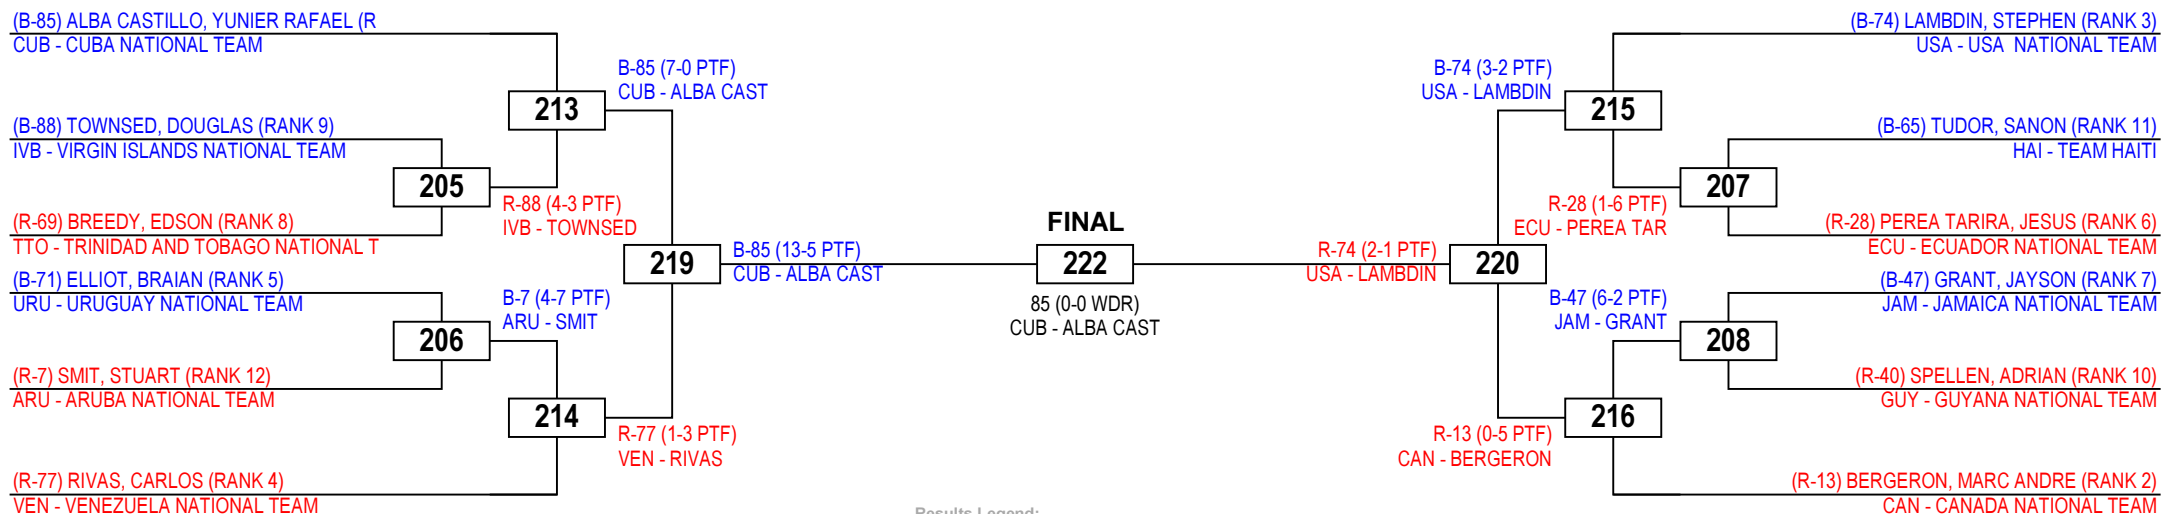 (B-85) ALBA CASTILLO, YUNIER RAFAEL (R
CUB - CUBA NATIONAL TEAM
(B-88) TOWNSED, DOUGLAS (RANK 9)
IVB - VIRGIN ISLANDS NATIONAL TEAM
(R-69) BREEDY, EDSON (RANK 8)
TTO - TRINIDAD AND TOBAGO NATIONAL T
(B-71) ELLIOT, BRAIAN (RANK 5)
URU - URUGUAY NATIONAL TEAM
(R-7) SMIT, STUART (RANK 12)
ARU - ARUBA NATIONAL TEAM
(R-77) RIVAS, CARLOS (RANK 4)
VEN - VENEZUELA NATIONAL TEAM
205
206
213
R-88 (4-3 PTF)
IVB - TOWNSED
B-7 (4-7 PTF)
ARU - SMIT
214
B-85 (7-0 PTF)
CUB - ALBA CAST
219
R-77 (1-3 PTF)
VEN - RIVAS
B-85 (13-5 PTF)
CUB - ALBA CAST
FINAL
222
85 (0-0 WDR)
CUB - ALBA CAST
R-74 (2-1 PTF)
USA - LAMBDIN
220
B-74 (3-2 PTF)
USA - LAMBDIN
R-13 (0-5 PTF)
CAN - BERGERON
215
R-28 (1-6 PTF)
ECU - PEREA TAR
B-47 (6-2 PTF)
JAM - GRANT
216
207
208
(B-74) LAMBDIN, STEPHEN (RANK 3)
USA - USA NATIONAL TEAM
(B-65) TUDOR, SANON (RANK 11)
HAI - TEAM HAITI
(R-28) PEREA TARIRA, JESUS (RANK 6)
ECU - ECUADOR NATIONAL TEAM
(B-47) GRANT, JAYSON (RANK 7)
JAM - JAMAICA NATIONAL TEAM
(R-40) SPELLEN, ADRIAN (RANK 10)
GUY - GUYANA NATIONAL TEAM
(R-13) BERGERON, MARC ANDRE (RANK 2)
CAN - CANADA NATIONAL TEAM
Results Legend: